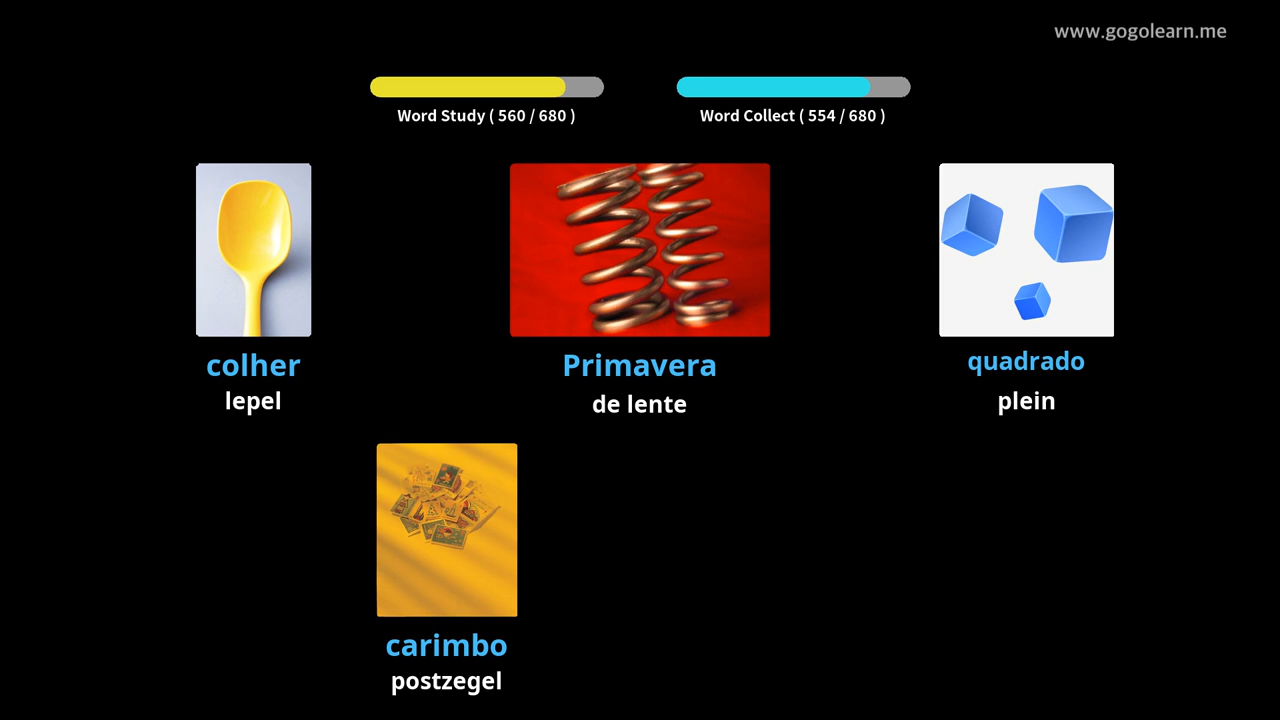 www.gogolearn.me
Word Study ( 560 / 680 )
Word Collect ( 554 / 680 )
colher
lepel
Primavera
de lente
quadrado
plein
carimbo
postzegel